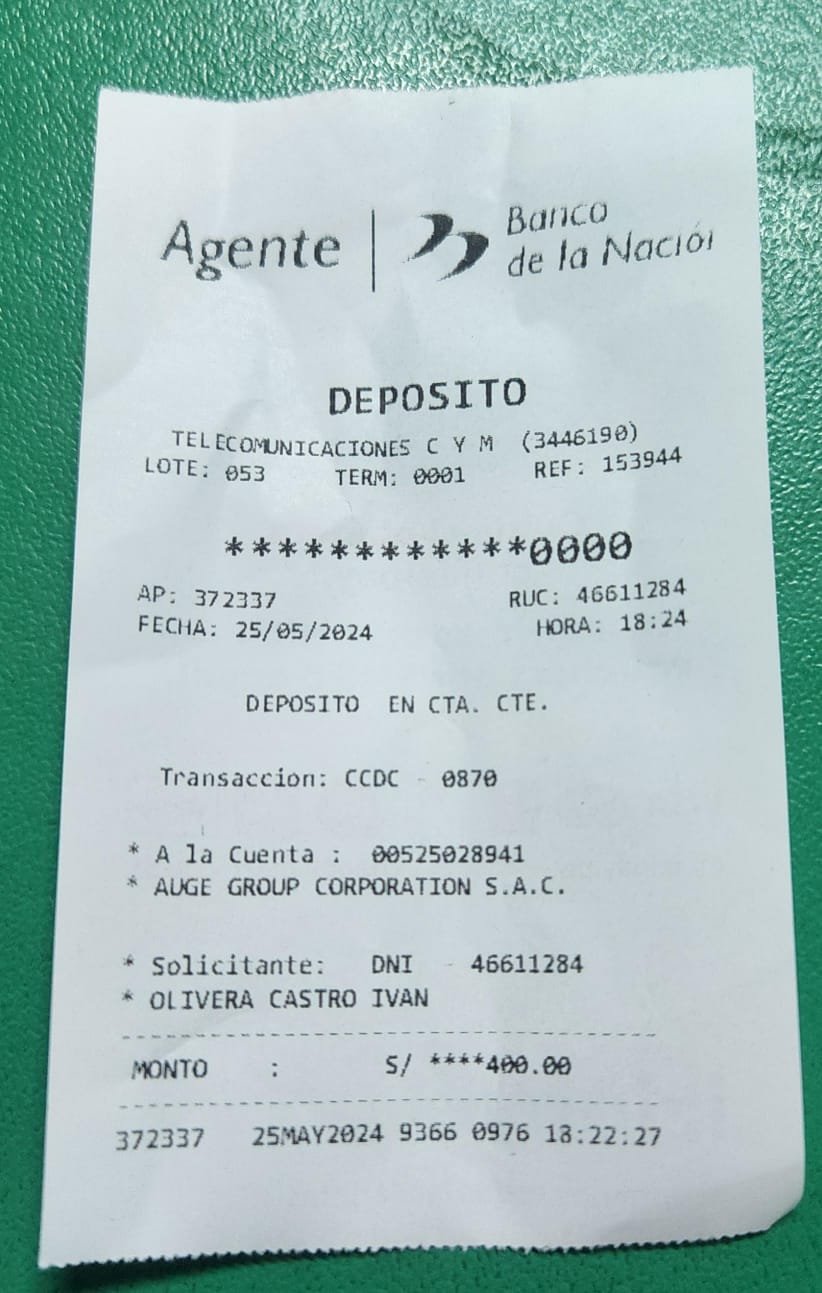 Agente | Banco
de la Nación
DEPOSITO
TELECOMUNICACIONES C Y M (3446190)
LOTE: 053 TERM: 0001 REF: 153944
************0000
AP: 372337 RUC: 46611284
FECHA: 25/05/2024 HORA: 18:24
DEPOSITO EN CTA. CTE.
Transaccion: CCDC - 0870
* A la Cuenta : 00525028941
* AUGE GROUP CORPORATION S.A.C.
* Solicitante: DNI - 46611284
* OLIVERA CASTRO IVAN
MONTO : S/ ****400.00
372337 25MAY2024 9366 0976 18:22:27